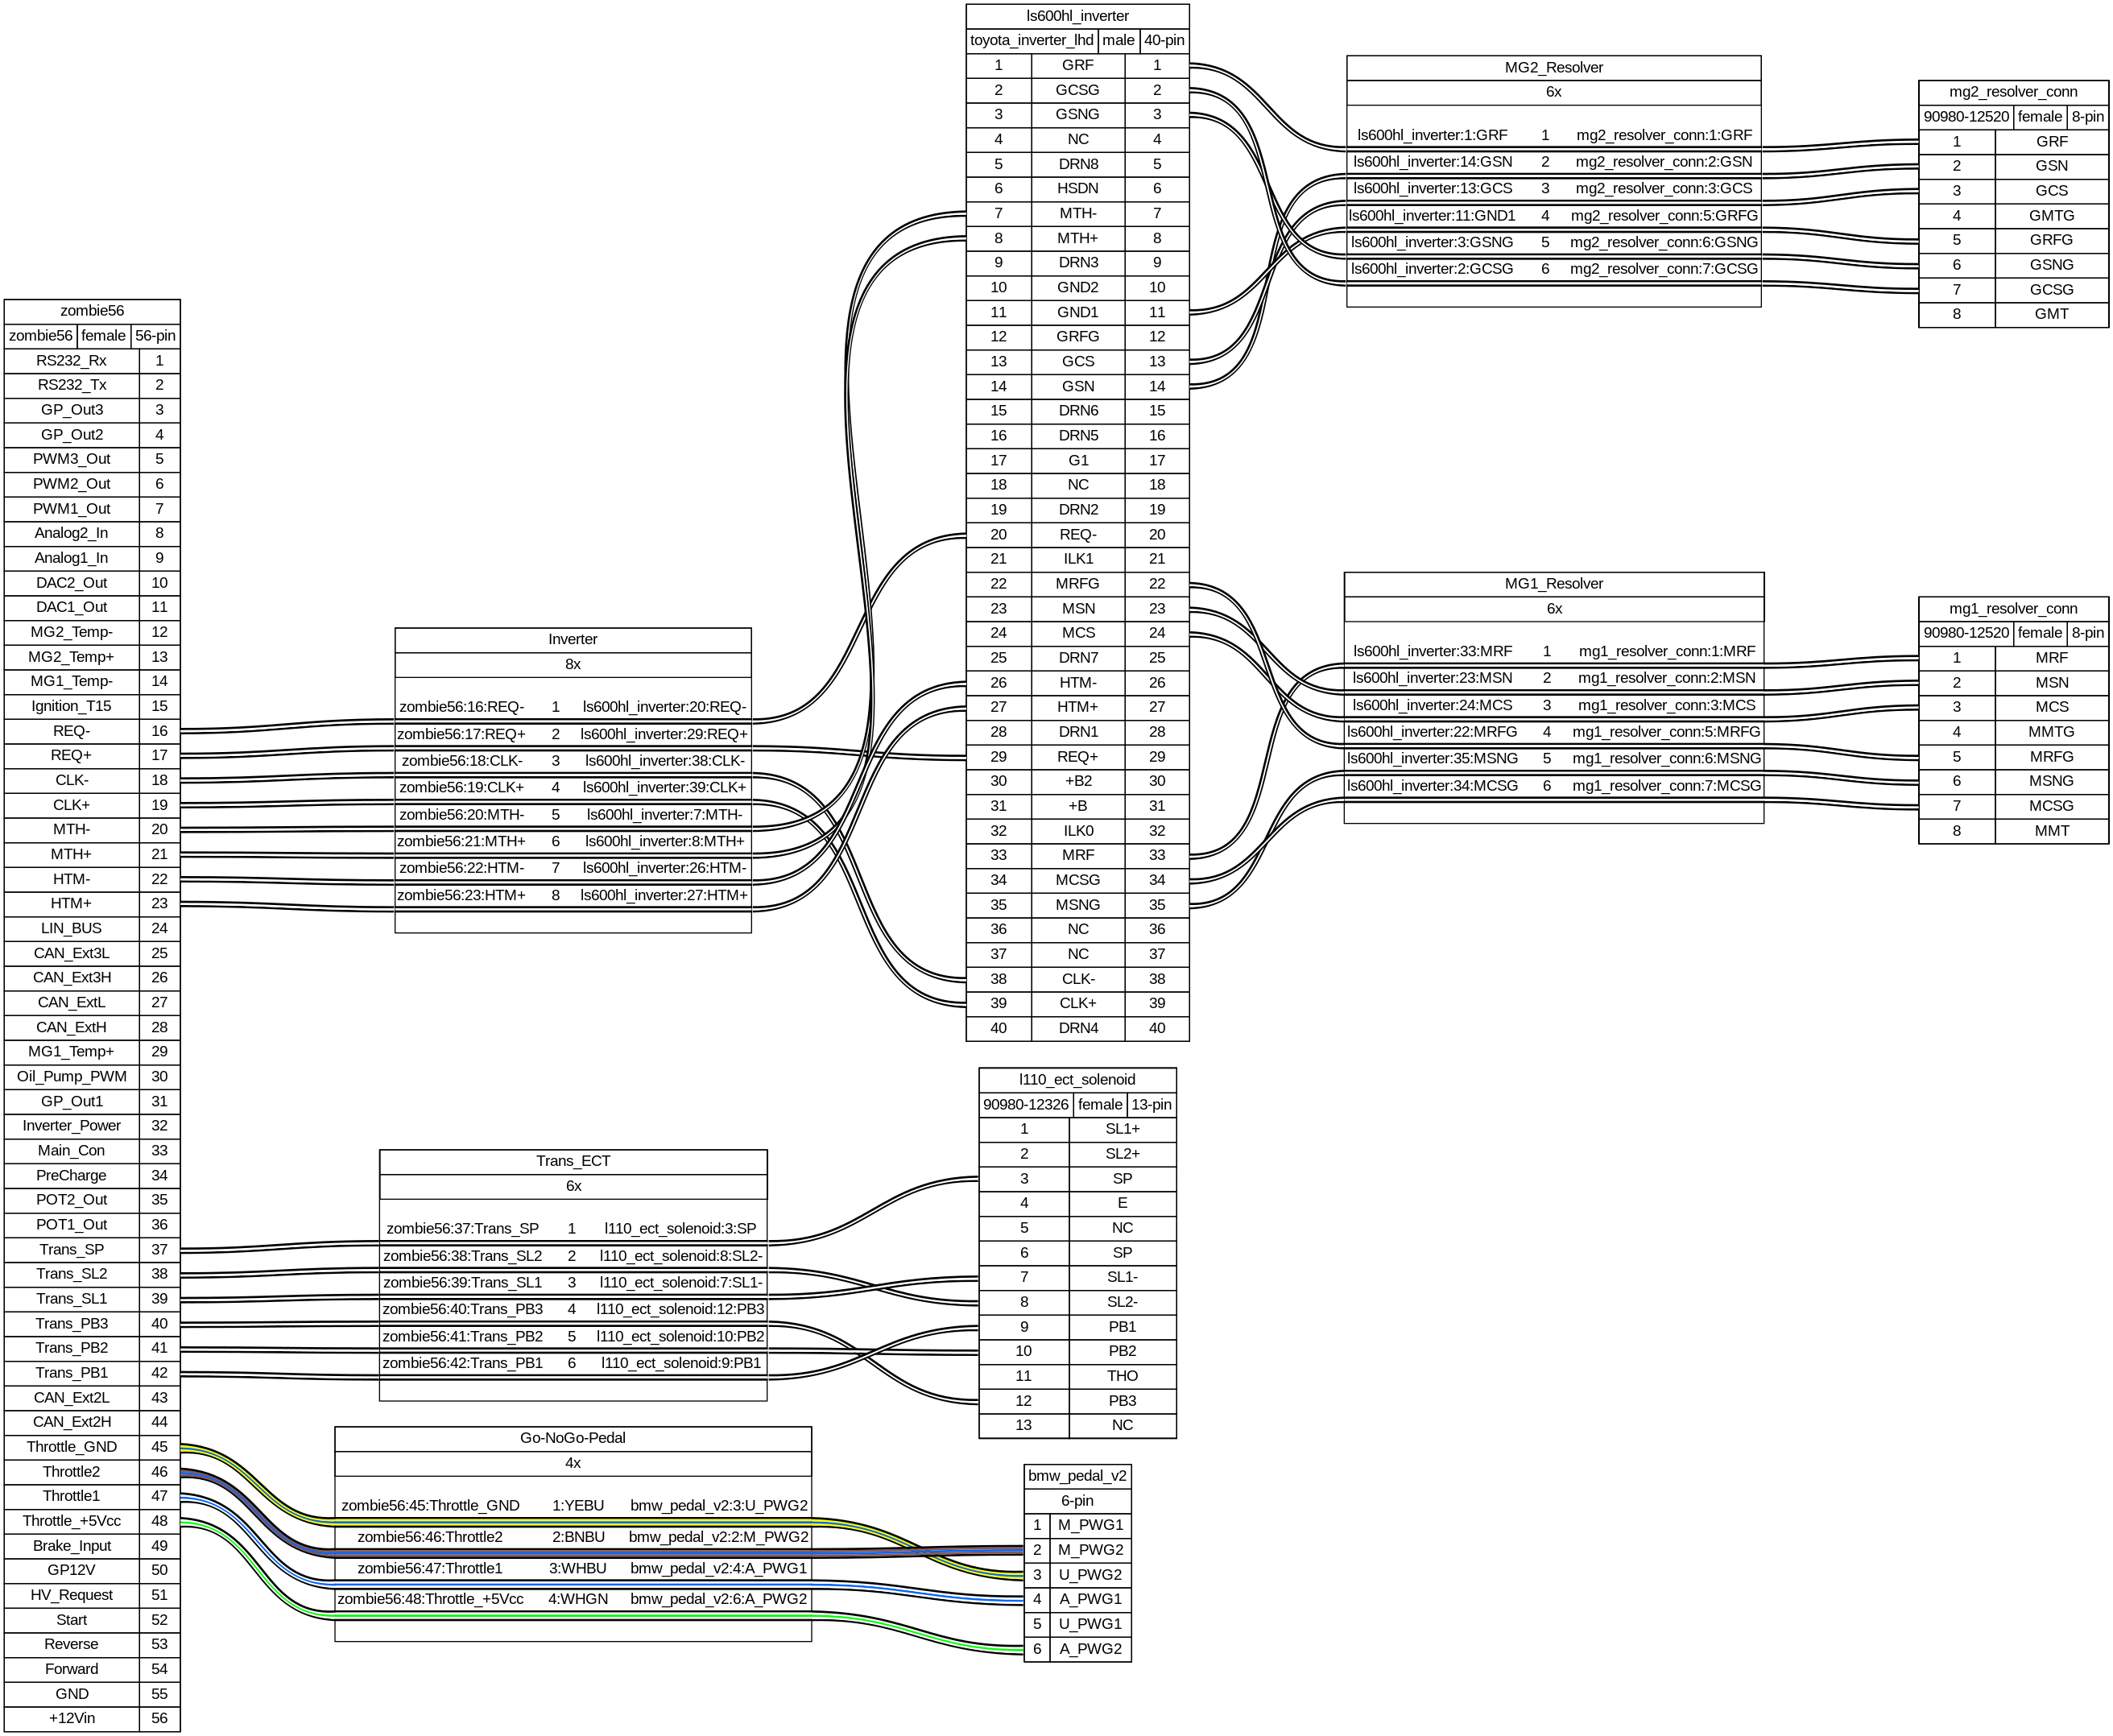 ls600hl_inverter
toyota_inverter_lhd male 40-pin
1 GRF 1
2 GCSG 2
3 GSNG 3
4 NC 4
5 DRN8 5
6 HSDN 6
7 MTH- 7
8 MTH+ 8
9 DRN3 9
10 GND2 10
11 GND1 11
12 GRFG 12
13 GCS 13
14 GSN 14
15 DRN6 15
16 DRN5 16
17 G1 17
18 NC 18
19 DRN2 19
20 REQ- 20
21 ILK1 21
22 MRFG 22
23 MSN 23
24 MCS 24
25 DRN7 25
26 HTM- 26
27 HTM+ 27
28 DRN1 28
29 REQ+ 29
30 +B2 30
31 +B 31
32 ILK0 32
33 MRF 33
34 MCSG 34
35 MSNG 35
36 NC 36
37 NC 37
38 CLK- 38
39 CLK+ 39
40 DRN4 40
MG2_Resolver
6x
ls600hl_inverter:1:GRF 1 mg2_resolver_conn:1:GRF
ls600hl_inverter:14:GSN 2 mg2_resolver_conn:2:GSN
ls600hl_inverter:13:GCS 3 mg2_resolver_conn:3:GCS
ls600hl_inverter:11:GND1 4 mg2_resolver_conn:5:GRFG
ls600hl_inverter:3:GSNG 5 mg2_resolver_conn:6:GSNG
ls600hl_inverter:2:GCSG 6 mg2_resolver_conn:7:GCSG
mg2_resolver_conn
90980-12520 female 8-pin
1 GRF
2 GSN
3 GCS
4 GMTG
5 GRFG
6 GSNG
7 GCSG
8 GMT
zombie56
zombie56 female 56-pin
RS232_Rx 1
RS232_Tx 2
GP_Out3 3
GP_Out2 4
PWM3_Out 5
PWM2_Out 6
PWM1_Out 7
Analog2_In 8
Analog1_In 9
DAC2_Out 10
DAC1_Out 11
MG2_Temp- 12
MG2_Temp+ 13
MG1_Temp- 14
Ignition_T15 15
REQ- 16
REQ+ 17
CLK- 18
CLK+ 19
MTH- 20
MTH+ 21
HTM- 22
HTM+ 23
LIN_BUS 24
CAN_Ext3L 25
CAN_Ext3H 26
CAN_ExtL 27
CAN_ExtH 28
MG1_Temp+ 29
Oil_Pump_PWM 30
GP_Out1 31
Inverter_Power 32
Main_Con 33
PreCharge 34
POT2_Out 35
POT1_Out 36
Trans_SP 37
Trans_SL2 38
Trans_SL1 39
Trans_PB3 40
Trans_PB2 41
Trans_PB1 42
CAN_Ext2L 43
CAN_Ext2H 44
Throttle_GND 45
Throttle2 46
Throttle1 47
Throttle_+5Vcc 48
Brake_Input 49
GP12V 50
HV_Request 51
Start 52
Reverse 53
Forward 54
GND 55
+12Vin 56
Inverter
8x
zombie56:16:REQ- 1 ls600hl_inverter:20:REQ-
zombie56:17:REQ+ 2 ls600hl_inverter:29:REQ+
zombie56:18:CLK- 3 ls600hl_inverter:38:CLK-
zombie56:19:CLK+ 4 ls600hl_inverter:39:CLK+
zombie56:20:MTH- 5 ls600hl_inverter:7:MTH-
zombie56:21:MTH+ 6 ls600hl_inverter:8:MTH+
zombie56:22:HTM- 7 ls600hl_inverter:26:HTM-
zombie56:23:HTM+ 8 ls600hl_inverter:27:HTM+
MG1_Resolver
6x
ls600hl_inverter:33:MRF 1 mg1_resolver_conn:1:MRF
ls600hl_inverter:23:MSN 2 mg1_resolver_conn:2:MSN
ls600hl_inverter:24:MCS 3 mg1_resolver_conn:3:MCS
ls600hl_inverter:22:MRFG 4 mg1_resolver_conn:5:MRFG
ls600hl_inverter:35:MSNG 5 mg1_resolver_conn:6:MSNG
ls600hl_inverter:34:MCSG 6 mg1_resolver_conn:7:MCSG
mg1_resolver_conn
90980-12520 female 8-pin
1 MRF
2 MSN
3 MCS
4 MMTG
5 MRFG
6 MSNG
7 MCSG
8 MMT
Trans_ECT
6x
zombie56:37:Trans_SP 1 l110_ect_solenoid:3:SP
zombie56:38:Trans_SL2 2 l110_ect_solenoid:8:SL2-
zombie56:39:Trans_SL1 3 l110_ect_solenoid:7:SL1-
zombie56:40:Trans_PB3 4 l110_ect_solenoid:12:PB3
zombie56:41:Trans_PB2 5 l110_ect_solenoid:10:PB2
zombie56:42:Trans_PB1 6 l110_ect_solenoid:9:PB1
l110_ect_solenoid
90980-12326 female 13-pin
1 SL1+
2 SL2+
3 SP
4 E
5 NC
6 SP
7 SL1-
8 SL2-
9 PB1
10 PB2
11 THO
12 PB3
13 NC
Go-NoGo-Pedal
4x
zombie56:45:Throttle_GND 1:YEBU bmw_pedal_v2:3:U_PWG2
zombie56:46:Throttle2 2:BNBU bmw_pedal_v2:2:M_PWG2
zombie56:47:Throttle1 3:WHBU bmw_pedal_v2:4:A_PWG1
zombie56:48:Throttle_+5Vcc 4:WHGN bmw_pedal_v2:6:A_PWG2
bmw_pedal_v2
6-pin
1 M_PWG1
2 M_PWG2
3 U_PWG2
4 A_PWG1
5 U_PWG1
6 A_PWG2